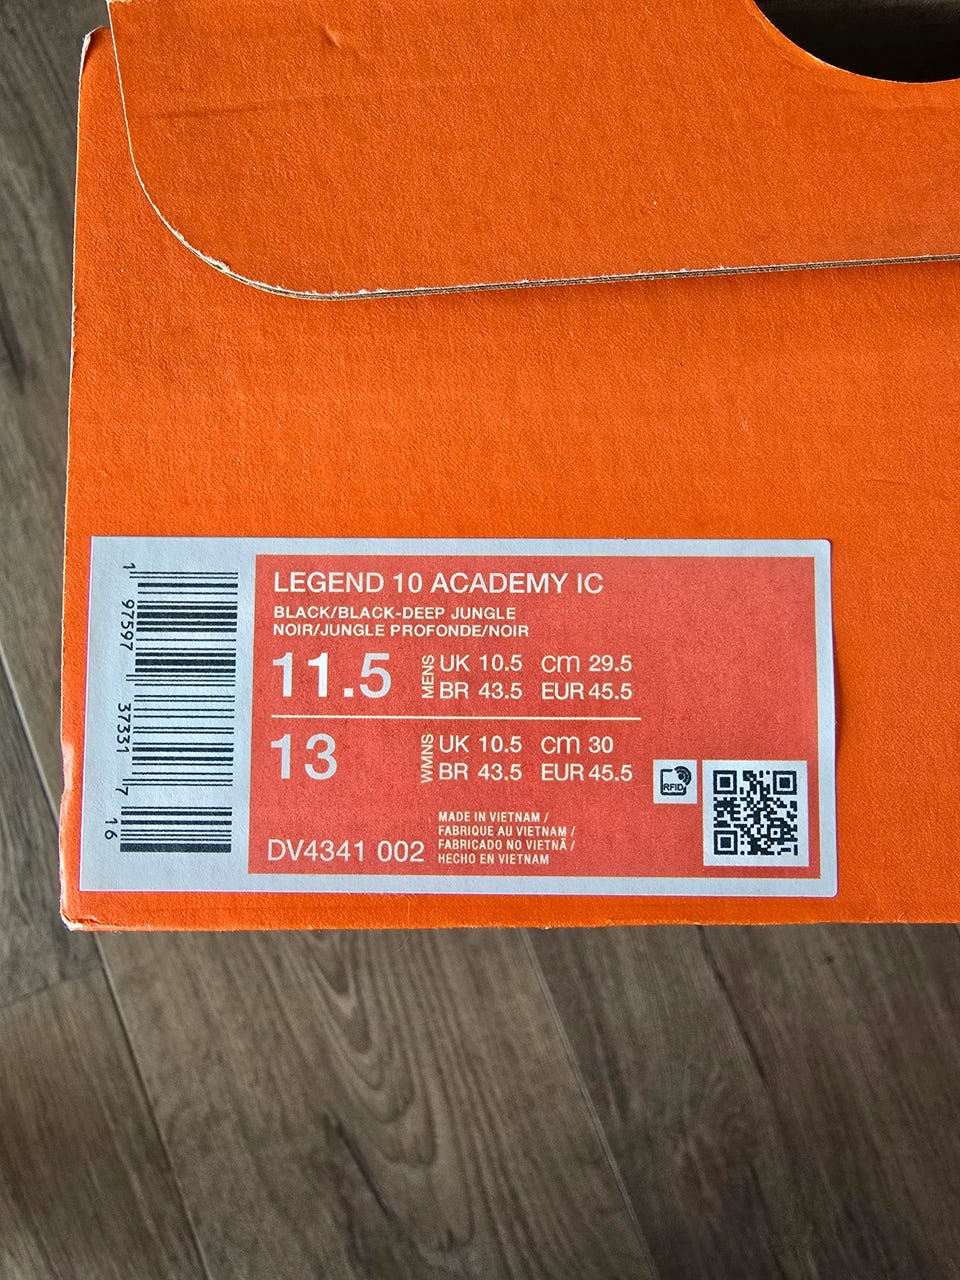 LEGEND 10 ACADEMY IC
BLACK/BLACK-DEEP JUNGLE
NOIR/JUNGLE PROFONDE/NOIR
11.5 MENS UK 10.5 cm 29.5
BR 43.5 EUR 45.5
13 WMNS UK 10.5 cm 30
BR 43.5 EUR 45.5
RFID
MADE IN VIETNAM /
FABRIQUE AU VIETNAM /
FABRICADO NO VIETNÃ /
HECHO EN VIETNAM
DV4341 002
1 97597 37331 7 16